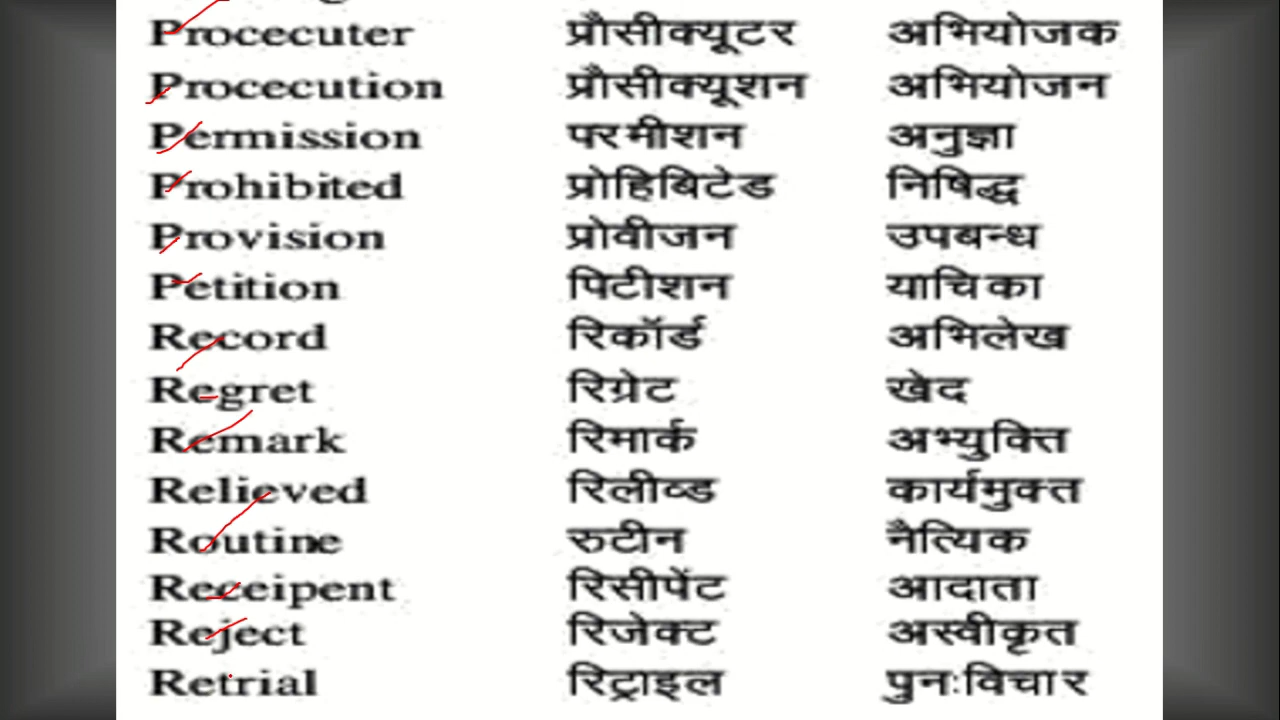 Procecuter प्रौसीक्यूटर अभियोजक
Procecution प्रौसीक्यूशन अभियोजन
Permission परमीशन अनुज्ञा
Prohibited प्रोहिबिटेड निषिद्ध
Provision प्रोवीजन उपबन्ध
Petition पिटीशन याचिका
Record रिकॉर्ड अभिलेख
Regret रिग्रेट खेद
Remark रिमार्क अभ्युक्ति
Relieved रिलीव्ड कार्यमुक्त
Routine रुटीन नैत्यिक
Receipent रिसीपेंट आदाता
Reject रिजेक्ट अस्वीकृत
Retrial रिट्राइल पुनःविचार